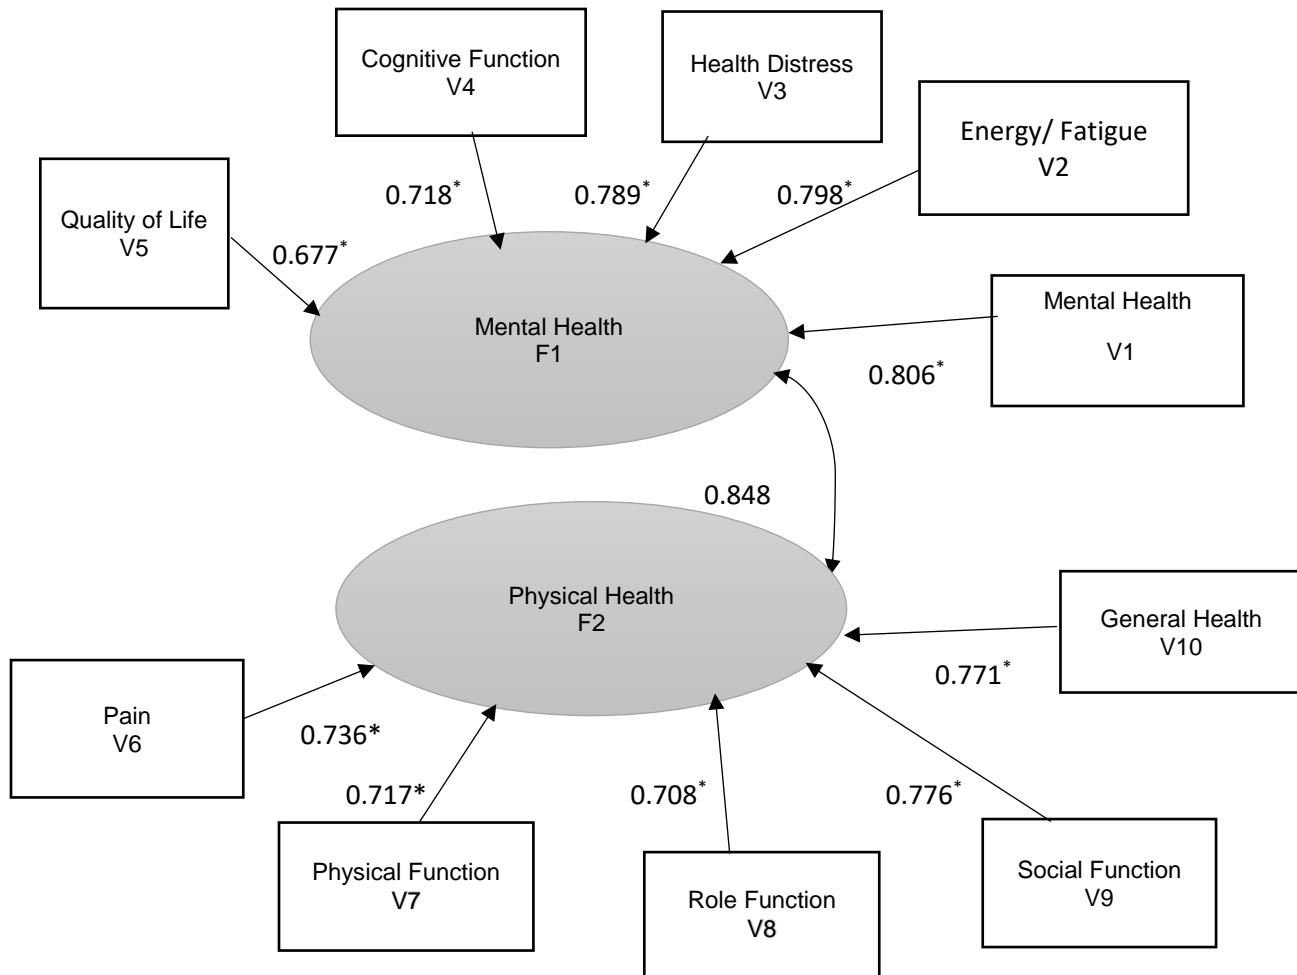 Cognitive Function
V4
Health Distress
V3
Energy/ Fatigue
V2
Quality of Life
V5
0.718*
0.789*
0.798*
0.677*
Mental Health
F1
Mental Health
V1
0.806*
0.848
Physical Health
F2
General Health
V10
0.771*
Pain
V6
0.736*
0.717*
0.708*
0.776*
Physical Function
V7
Role Function
V8
Social Function
V9